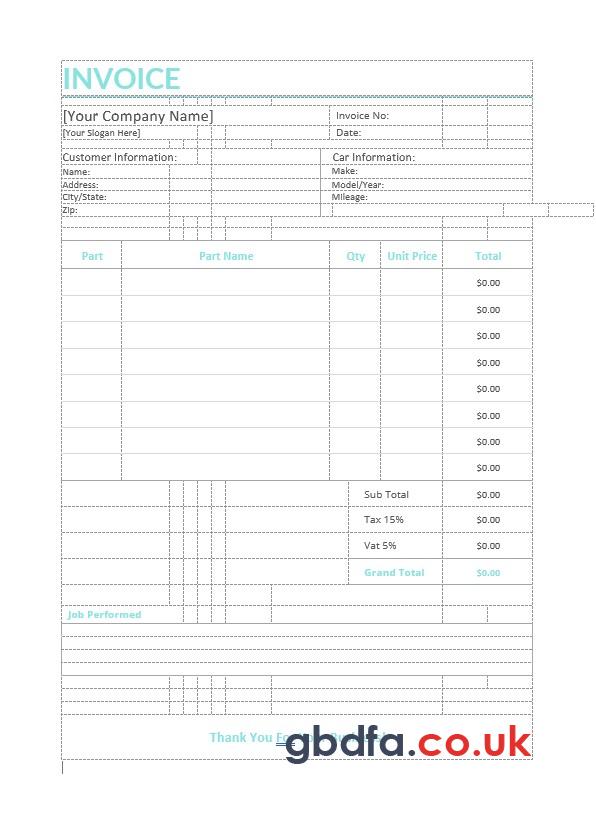 INVOICE
[Your Company Name]
Invoice No:
[Your Slogan Here]
Date:
Customer Information:
Car Information:
Name:
Make:
Address:
Model/Year:
City/State:
Mileage:
Zip:
Part Part Name Qty Unit Price Total
$0.00
$0.00
$0.00
$0.00
$0.00
$0.00
$0.00
$0.00
Sub Total $0.00
Tax 15% $0.00
Vat 5% $0.00
Grand Total $0.00
Job Performed
Thank You
gbdfa.co.uk